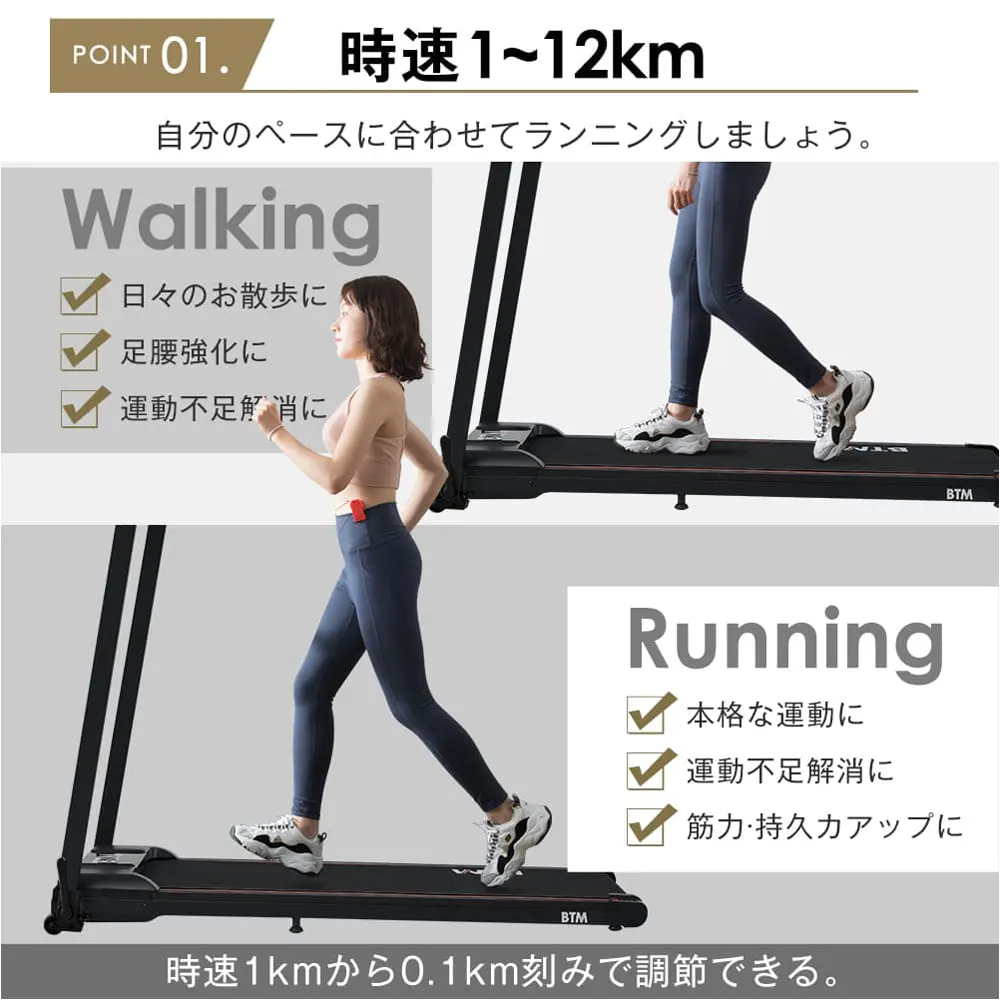 POINT 01.
時速1~12km
自分のペースに合わせてランニングしましょう。
Walking
日々のお散歩に
足腰強化に
運動不足解消に
BTM
Running
本格な運動に
運動不足解消に
筋力·持久力アップに
BTM
時速1kmから0.1km刻みで調節できる。